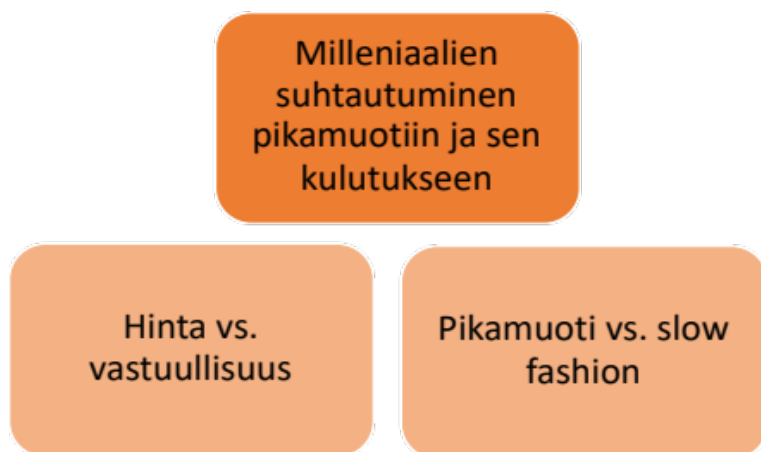 Milleniaalien
suhtautuminen
pikamuotiin ja sen
kulutukseen
Hinta vs.
vastuullisuus
Pikamuoti vs. slow
fashion